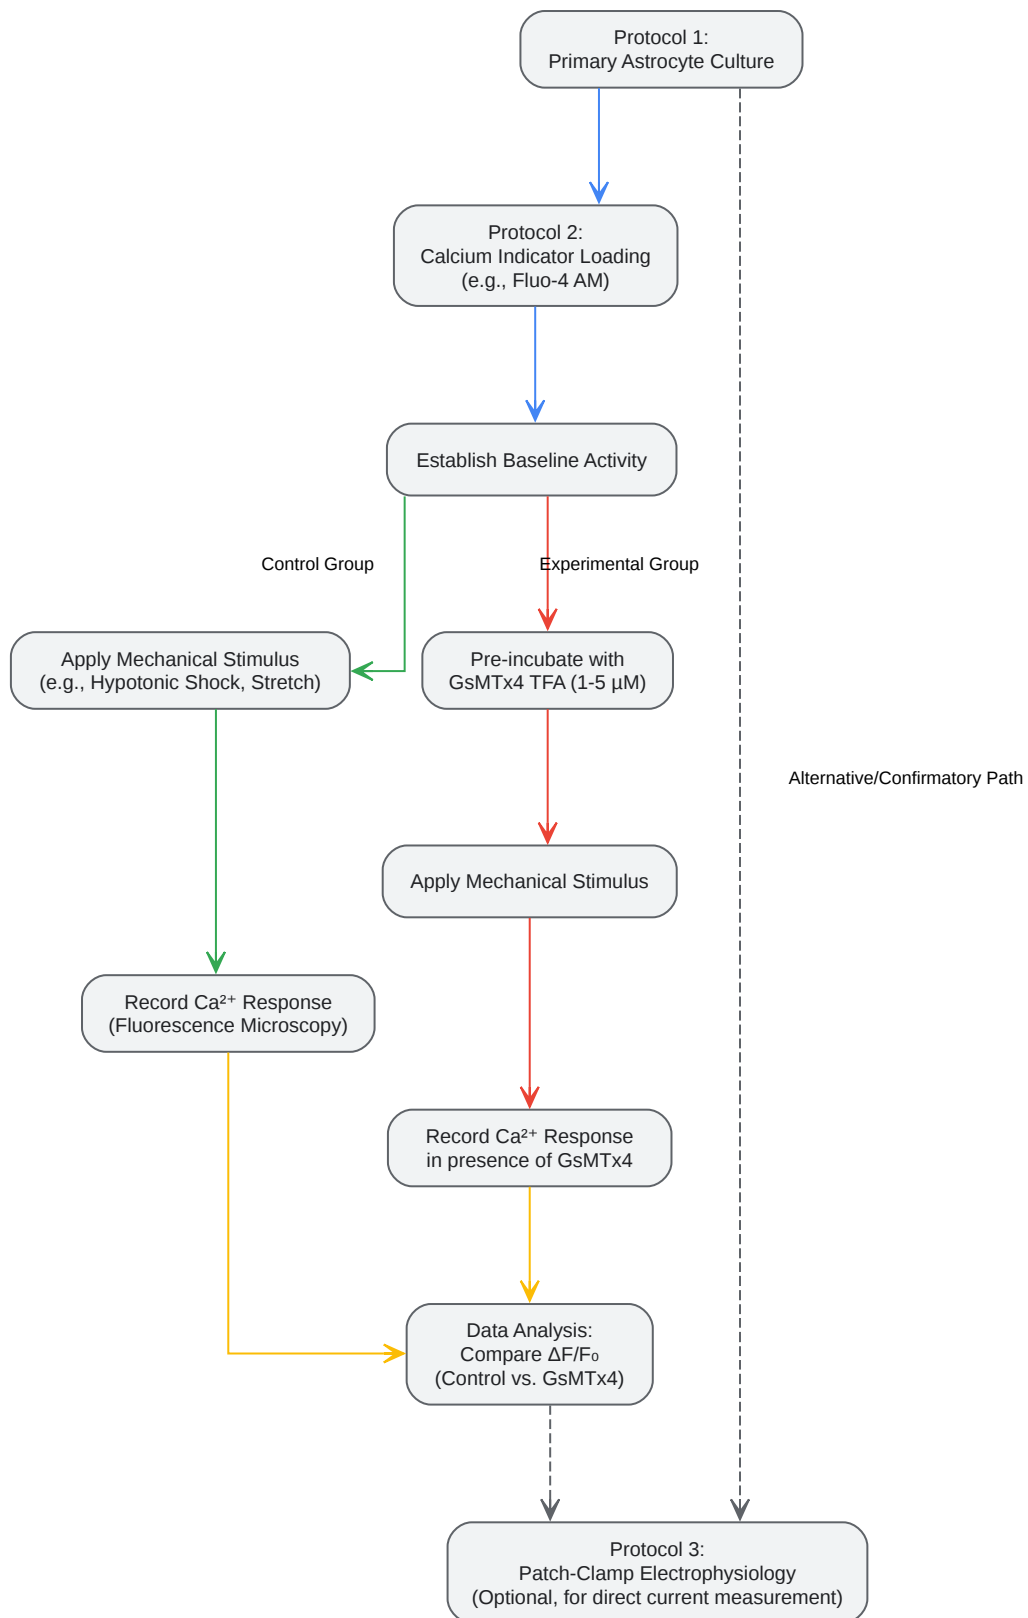 Protocol 1:
Primary Astrocyte Culture
Protocol 2:
Calcium Indicator Loading
(e.g., Fluo-4 AM)
Establish Baseline Activity
Control Group
Experimental Group
Apply Mechanical Stimulus
(e.g., Hypotonic Shock, Stretch)
Pre-incubate with
GsMTx4 TFA (1-5 µM)
Alternative/Confirmatory Path
Apply Mechanical Stimulus
Record Ca²⁺ Response
(Fluorescence Microscopy)
Record Ca²⁺ Response
in presence of GsMTx4
Data Analysis:
Compare ΔF/F₀
(Control vs. GsMTx4)
Protocol 3:
Patch-Clamp Electrophysiology
(Optional, for direct current measurement)